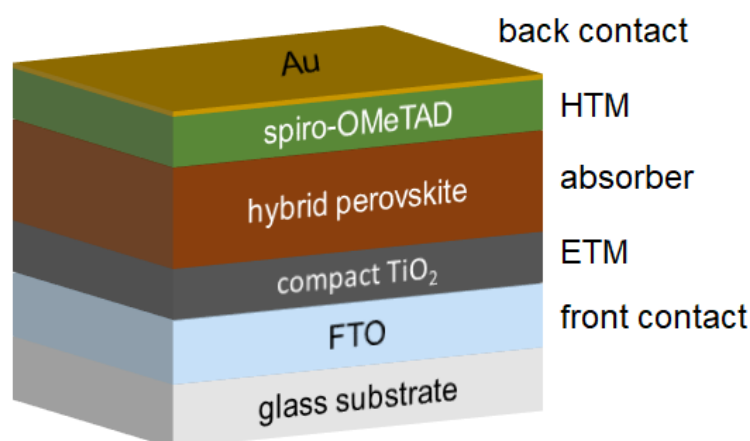 back contact
Au
HTM
spiro-OMeTAD
absorber
hybrid perovskite
ETM
compact TiO₂
front contact
FTO
glass substrate